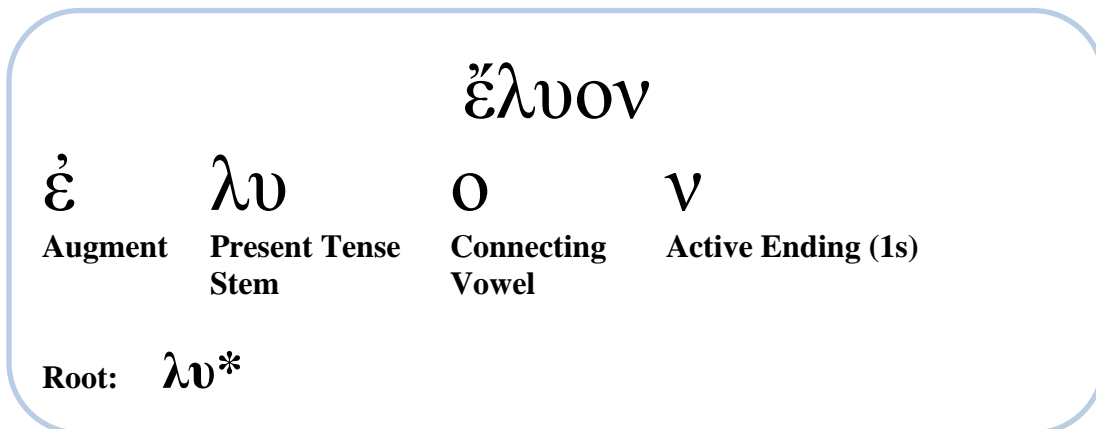 ἔλυον
ἐ λυ ο ν
Augment Present Tense Connecting Active Ending (1s)
Stem Vowel
Root: λυ*